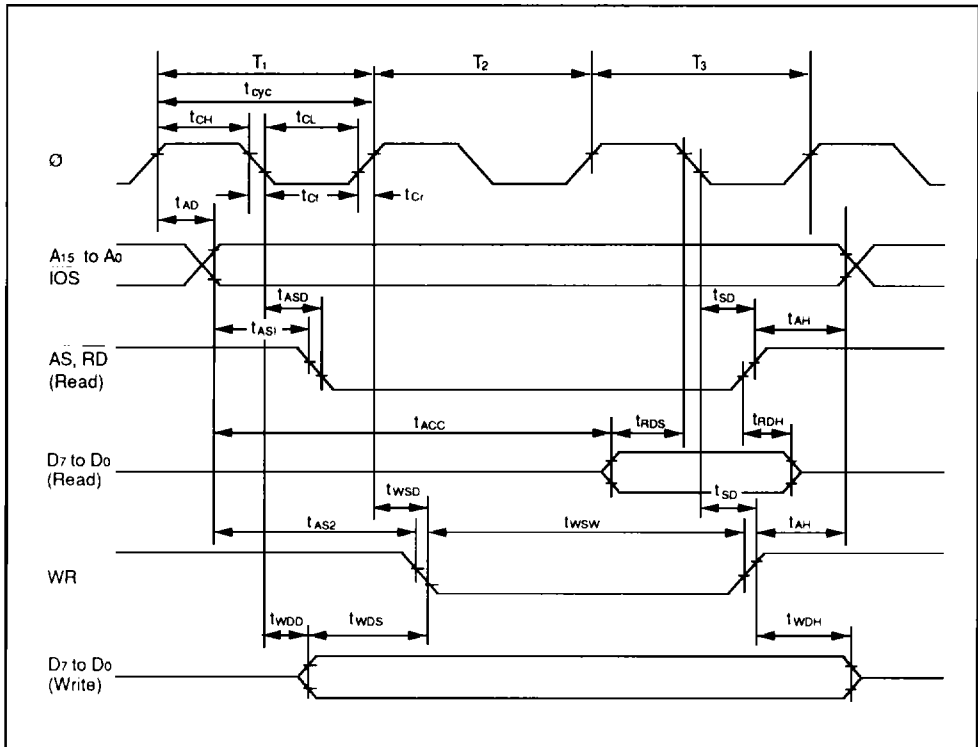 T1 T2 T3
tcyc
tCH tCL
Ø
tCf tCr
tAD
A15 to A0
IOS
tASD tSD
tAS1 tAH
AS, RD
(Read)
tACC tRDS tRDH
D7 to D0
(Read)
tWSD tSD
tAS2 tWSW tAH
WR
tWDD tWDS tWDH
D7 to D0
(Write)